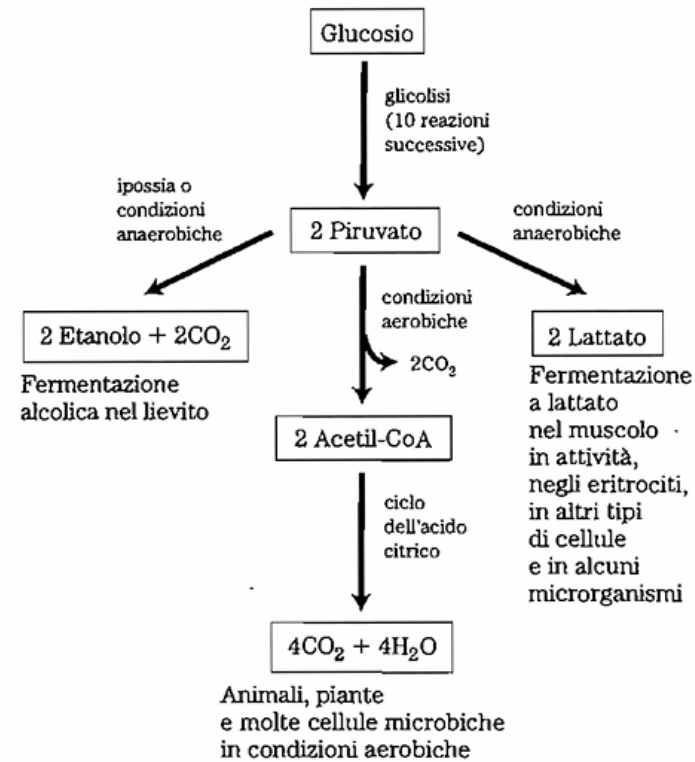 Glucosio
glicolisi
(10 reazioni
successive)
ipossia o
condizioni
anaerobiche
2 Piruvato
condizioni
anaerobiche
condizioni
aerobiche
2 Etanolo + 2CO₂
2CO₂
2 Lattato
Fermentazione
alcolica nel lievito
Fermentazione
a lattato
nel muscolo
in attività,
negli eritrociti,
in altri tipi
di cellule
e in alcuni
microrganismi
2 Acetil-CoA
ciclo
dell'acido
citrico
4CO₂ + 4H₂O
Animali, piante
e molte cellule microbiche
in condizioni aerobiche